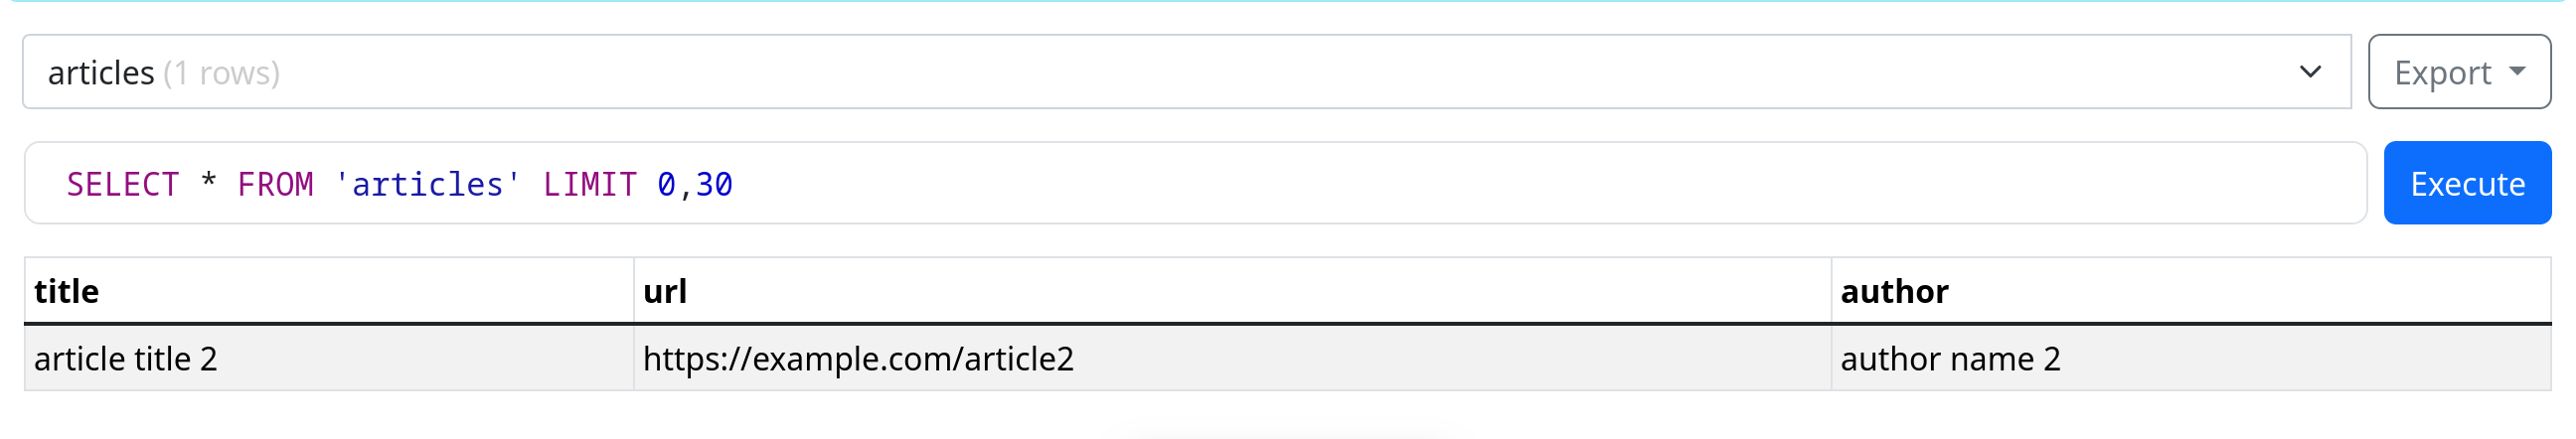 articles (1 rows) Export
SELECT * FROM 'articles' LIMIT 0,30 Execute
title url author
article title 2 https://example.com/article2 author name 2